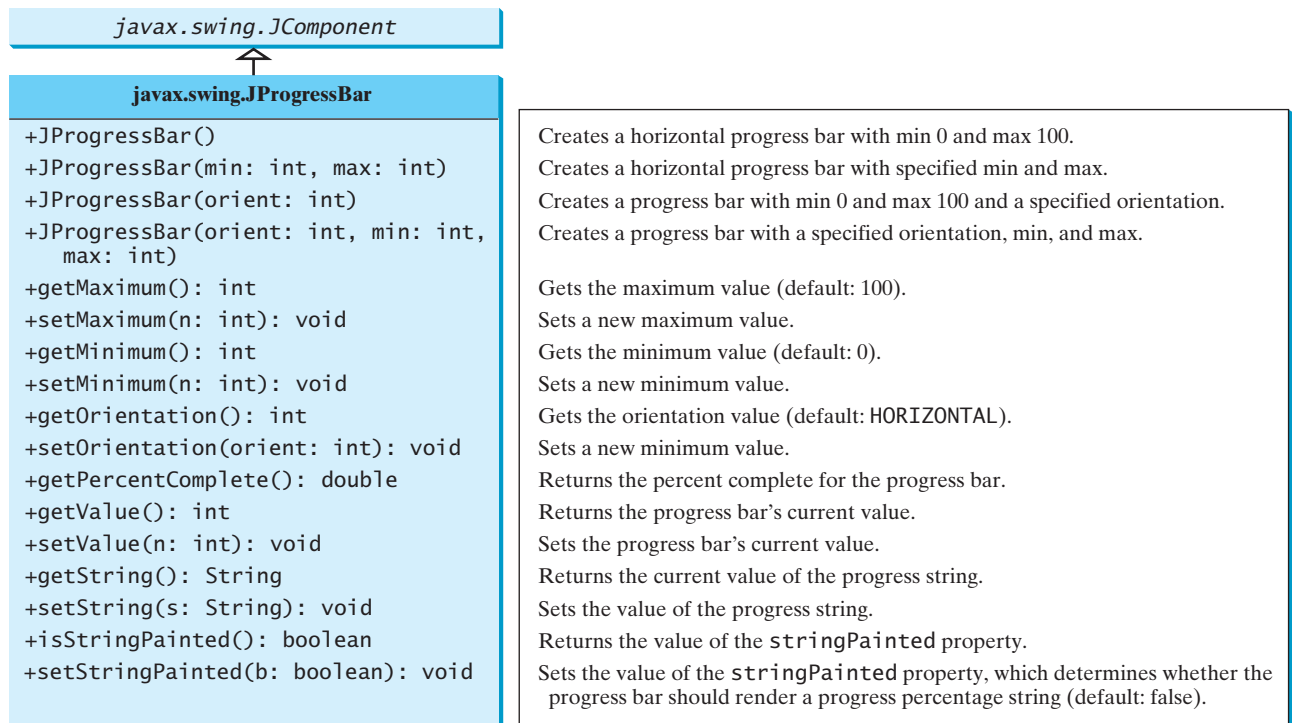 javax.swing.JComponent
javax.swing.JProgressBar
+JProgressBar()
Creates a horizontal progress bar with min 0 and max 100.
+JProgressBar(min: int, max: int)
Creates a horizontal progress bar with specified min and max.
+JProgressBar(orient: int)
Creates a progress bar with min 0 and max 100 and a specified orientation.
+JProgressBar(orient: int, min: int,
max: int)
Creates a progress bar with a specified orientation, min, and max.
+getMaximum(): int
Gets the maximum value (default: 100).
+setMaximum(n: int): void
Sets a new maximum value.
+getMinimum(): int
Gets the minimum value (default: 0).
+setMinimum(n: int): void
Sets a new minimum value.
+getOrientation(): int
Gets the orientation value (default: HORIZONTAL).
+setOrientation(orient: int): void
Sets a new minimum value.
+getPercentComplete(): double
Returns the percent complete for the progress bar.
+getValue(): int
Returns the progress bar's current value.
+setValue(n: int): void
Sets the progress bar's current value.
+getString(): String
Returns the current value of the progress string.
+setString(s: String): void
Sets the value of the progress string.
+isStringPainted(): boolean
Returns the value of the stringPainted property.
+setStringPainted(b: boolean): void
Sets the value of the stringPainted property, which determines whether the
progress bar should render a progress percentage string (default: false).